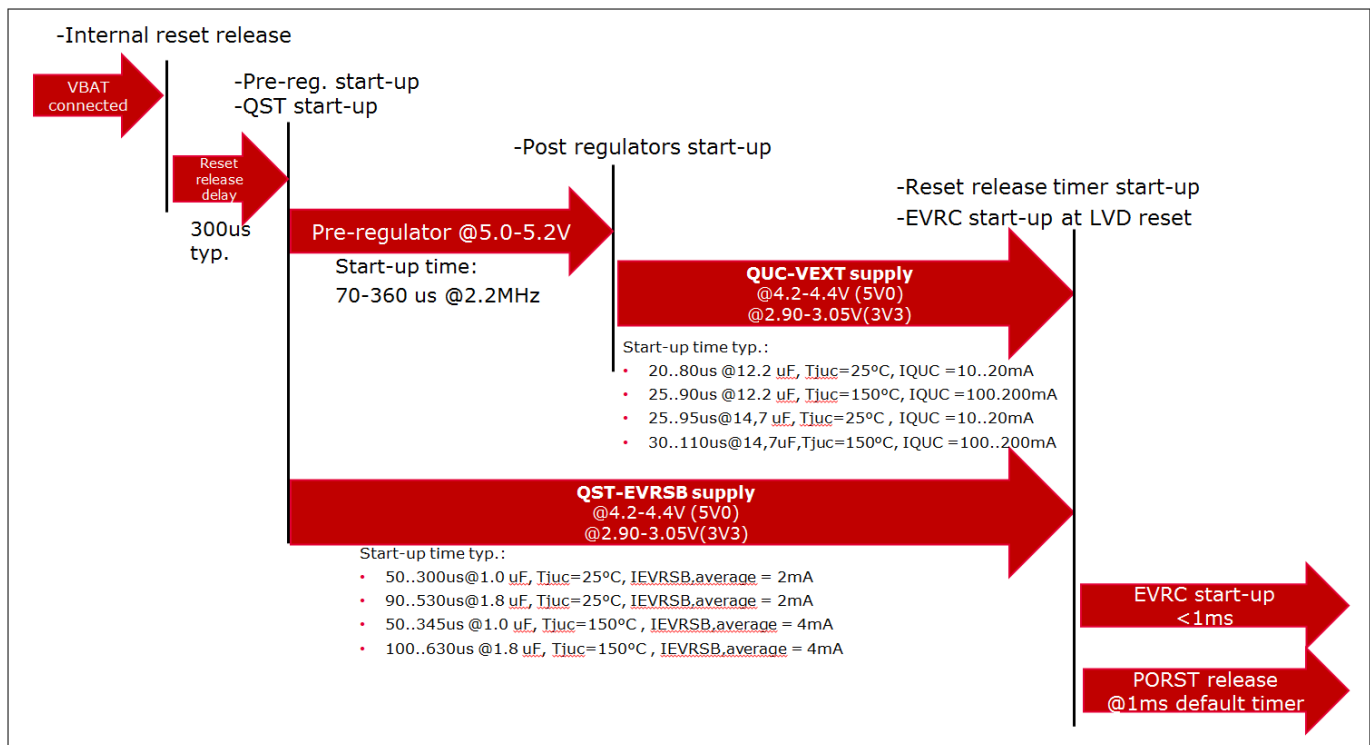 -Internal reset release
VBAT
connected
-Pre-reg. start-up
-QST start-up
Reset
release
delay
300us
typ.
-Post regulators start-up
Pre-regulator @5.0-5.2V
Start-up time:
70-360 us @2.2MHz
-Reset release timer start-up
-EVRC start-up at LVD reset
QUC-VEXT supply
@4.2-4.4V (5V0)
@2.90-3.05V(3V3)
Start-up time typ.:
• 20..80us @12.2 uF, Tjuc=25ºC, IQUC =10..20mA
• 25..90us @12.2 uF, Tjuc=150ºC, IQUC =100.200mA
• 25..95us@14,7 uF, Tjuc=25ºC , IQUC =10..20mA
• 30..110us@14,7uF,Tjuc=150ºC, IQUC =100..200mA
QST-EVRSB supply
@4.2-4.4V (5V0)
@2.90-3.05V(3V3)
Start-up time typ.:
• 50..300us@1.0 uF, Tjuc=25ºC, IEVRSB,average = 2mA
• 90..530us@1.8 uF, Tjuc=25ºC, IEVRSB,average = 2mA
• 50..345us @1.0 uF, Tjuc=150ºC , IEVRSB,average = 4mA
• 100..630us @1.8 uF, Tjuc=150ºC , IEVRSB,average = 4mA
EVRC start-up
<1ms
PORST release
@1ms default timer